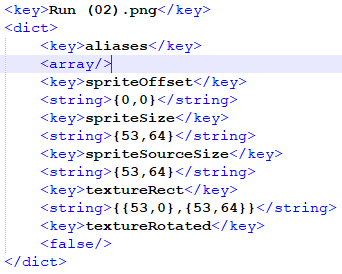 <key>Run (02).png</key>
<dict>
<key>aliases</key>
<array/>
<key>spriteOffset</key>
<string>{0,0}</string>
<key>spriteSize</key>
<string>{53,64}</string>
<key>spriteSourceSize</key>
<string>{53,64}</string>
<key>textureRect</key>
<string>{{53,0},{53,64}}</string>
<key>textureRotated</key>
<false/>
</dict>